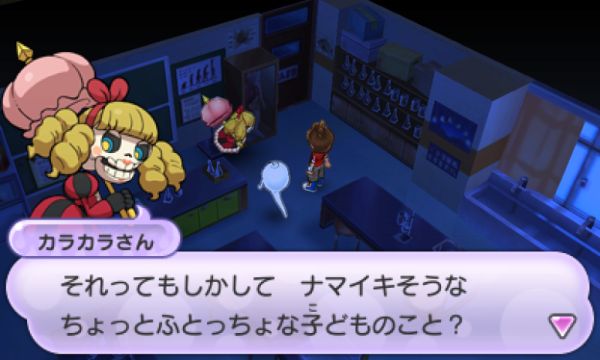 カラカラさん
それってもしかして　ナマイキそうな
ちょっとふとっちょな子どものこと？
こ